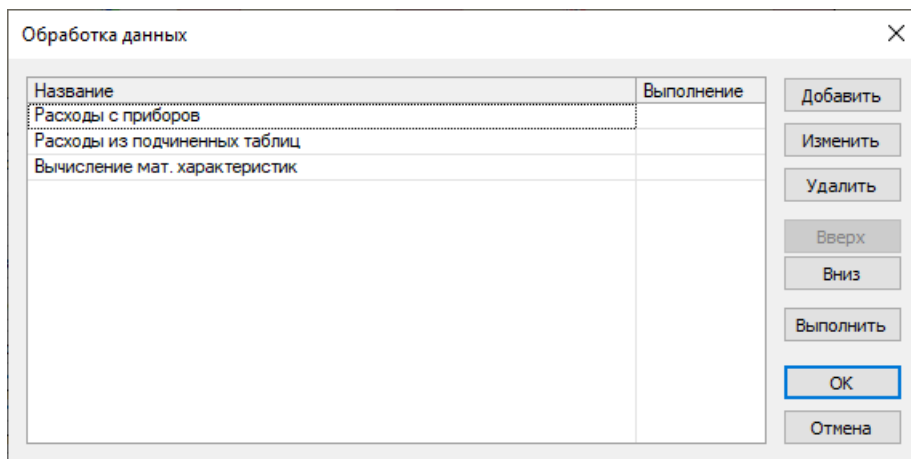 Обработка данных
Название Выполнение
Расходы с приборов
Расходы из подчиненных таблиц
Вычисление мат. характеристик
Добавить
Изменить
Удалить
Вверх
Вниз
Выполнить
ОК
Отмена